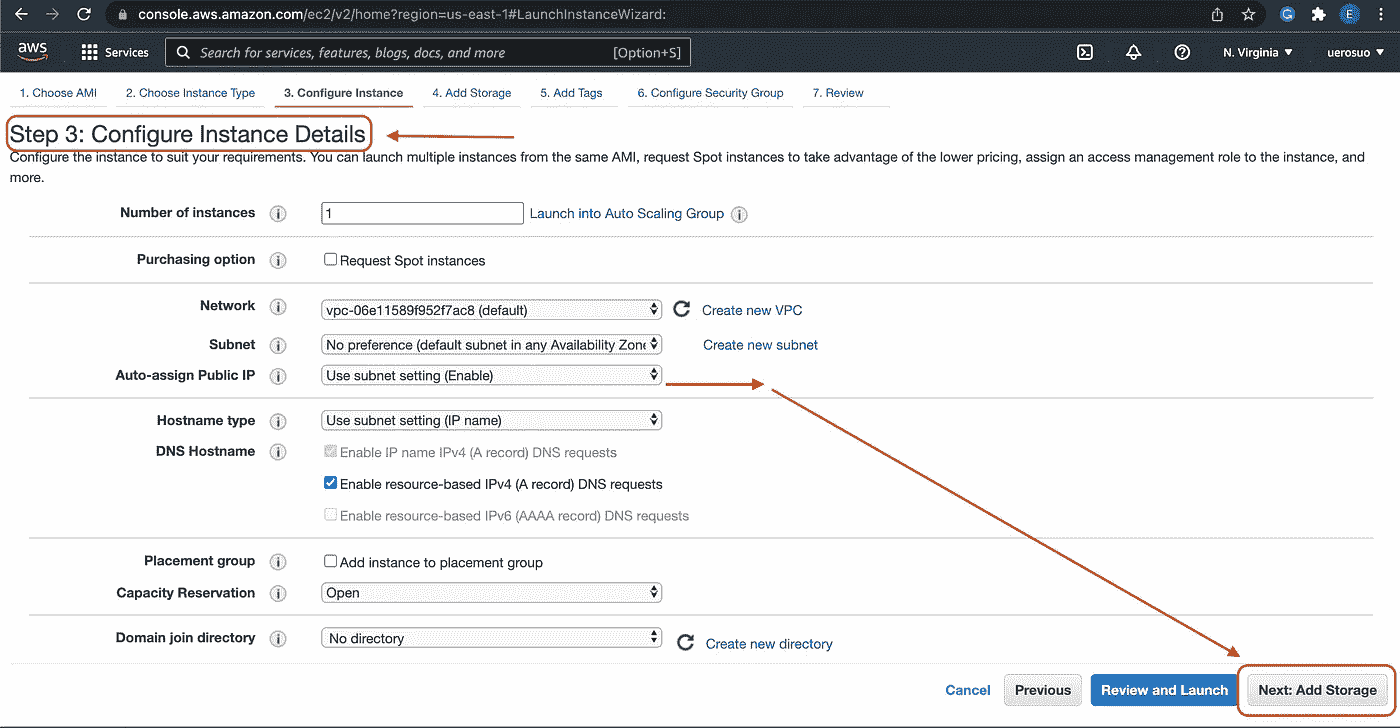 console.aws.amazon.com/ec2/v2/home?region=us-east-1#LaunchInstanceWizard:
E
aws Services Search for services, features, blogs, docs, and more [Option+S] N. Virginia uerosuo
1. Choose AMI 2. Choose Instance Type 3. Configure Instance 4. Add Storage 5. Add Tags 6. Configure Security Group 7. Review
Step 3: Configure Instance Details
Configure the instance to suit your requirements. You can launch multiple instances from the same AMI, request Spot instances to take advantage of the lower pricing, assign an access management role to the instance, and
more.
Number of instances 1 Launch into Auto Scaling Group
Purchasing option Request Spot instances
Network vpc-06e11589f952f7ac8 (default) Create new VPC
Subnet No preference (default subnet in any Availability Zone Create new subnet
Auto-assign Public IP Use subnet setting (Enable)
Hostname type Use subnet setting (IP name)
DNS Hostname Enable IP name IPv4 (A record) DNS requests
Enable resource-based IPv4 (A record) DNS requests
Enable resource-based IPv6 (AAAA record) DNS requests
Placement group Add instance to placement group
Capacity Reservation Open
Domain join directory No directory Create new directory
Cancel Previous Review and Launch Next: Add Storage